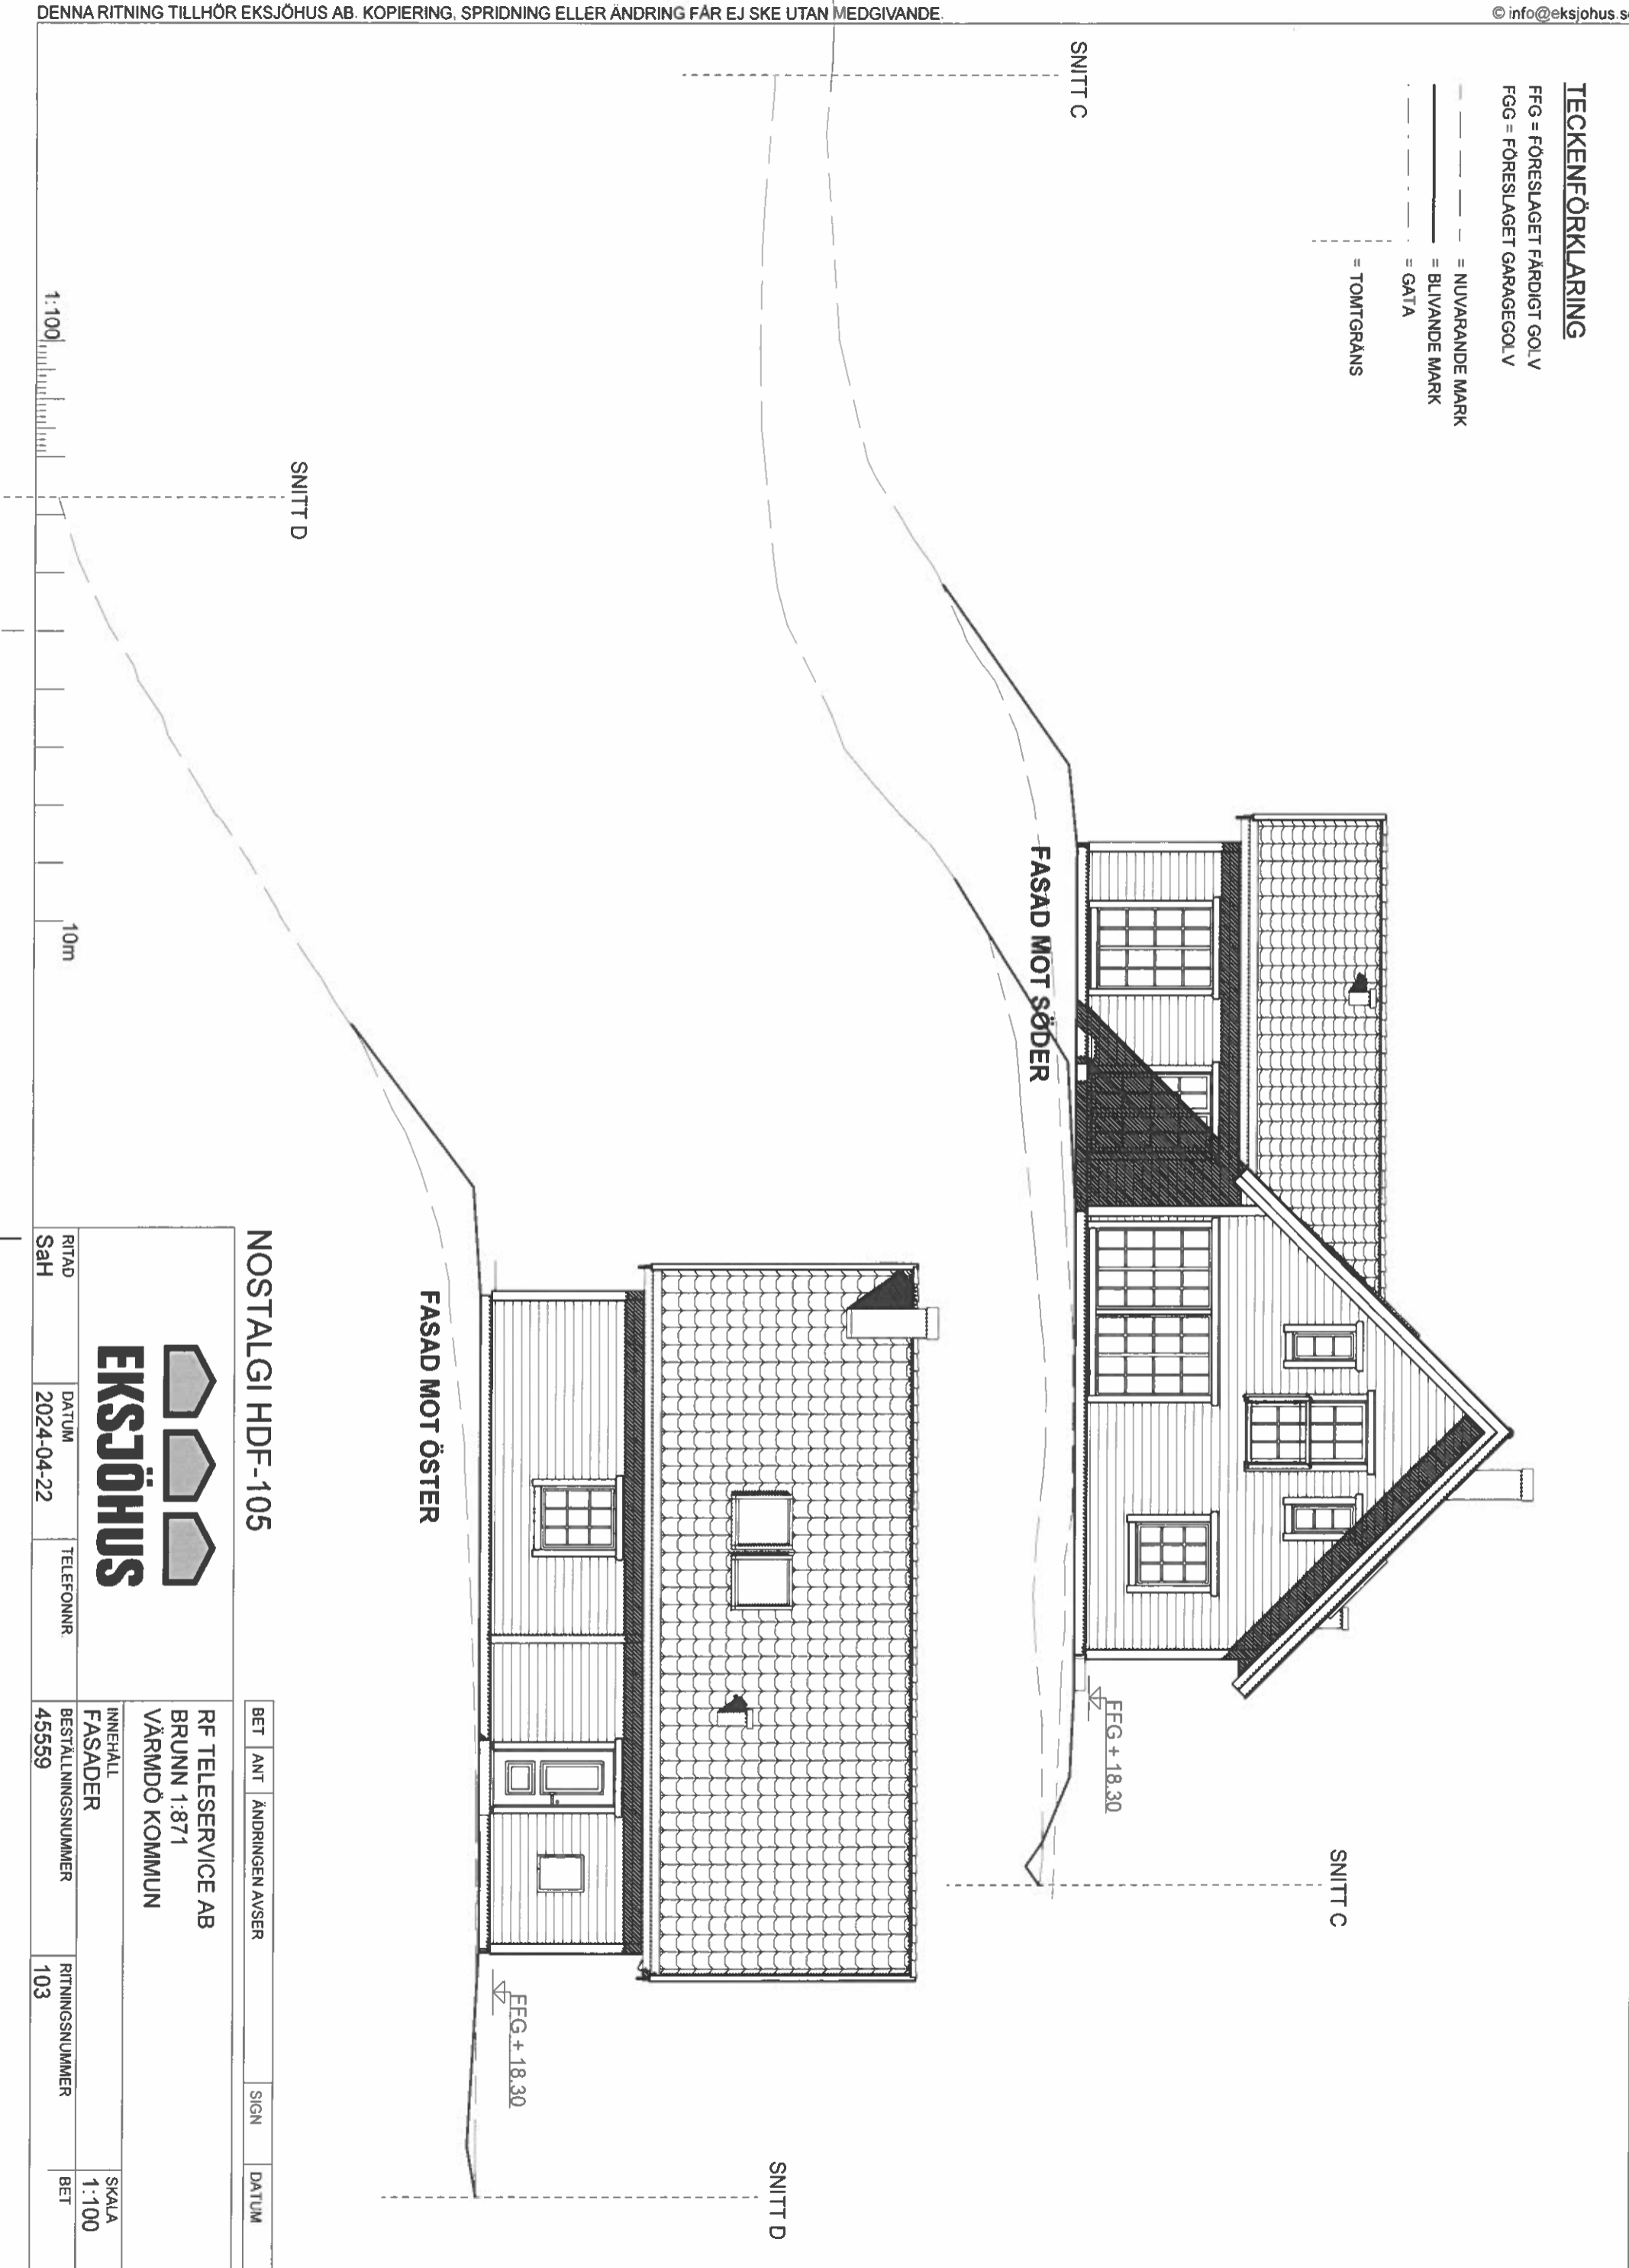 DENNA RITNING TILLHÖR EKSJÖHUS AB. KOPIERING, SPRIDNING ELLER ÄNDRING FÅR EJ SKE UTAN MEDGIVANDE.
© info@eksjohus.s
TECKENFÖRKLARING
FFG = FÖRESLAGET FÄRDIGT GOLV
FGG = FÖRESLAGET GARAGEGOLV
= NUVARANDE MARK
= BLIVANDE MARK
= GATA
= TOMTGRÄNS
SNITT C
SNITT C
FFG + 18.30
FASAD MOT SÖDER
SNITT D
SNITT D
FFG + 18.30
FASAD MOT ÖSTER
1:100
10m
NOSTALGI HDF-105
EKSJÖHUS
BET ANT ÄNDRINGEN AVSER SIGN DATUM
RF TELESERVICE AB
BRUNN 1:871
VÄRMDÖ KOMMUN
INNEHÅLL
FASADER
SKALA
1:100
RITAD
SaH
DATUM
2024-04-22
TELEFONNR.
BESTÄLLNINGSNUMMER
45559
RITNINGSNUMMER
103
BET